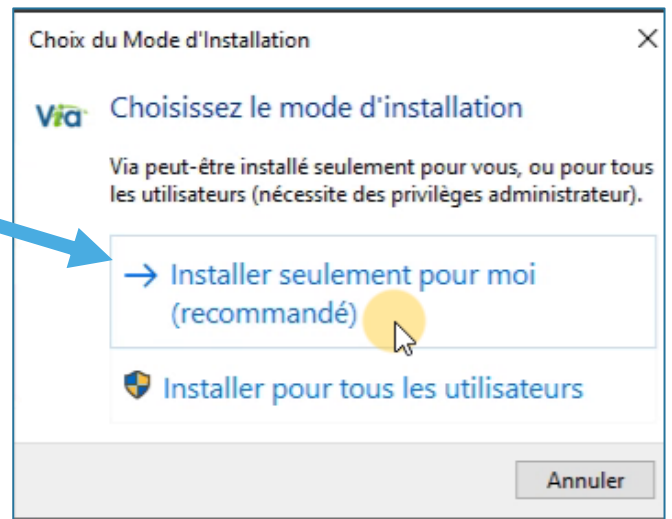 Choix du Mode d'Installation
Via Choisissez le mode d'installation
Via peut-être installé seulement pour vous, ou pour tous
les utilisateurs (nécessite des privilèges administrateur).
Installer seulement pour moi
(recommandé)
Installer pour tous les utilisateurs
Annuler